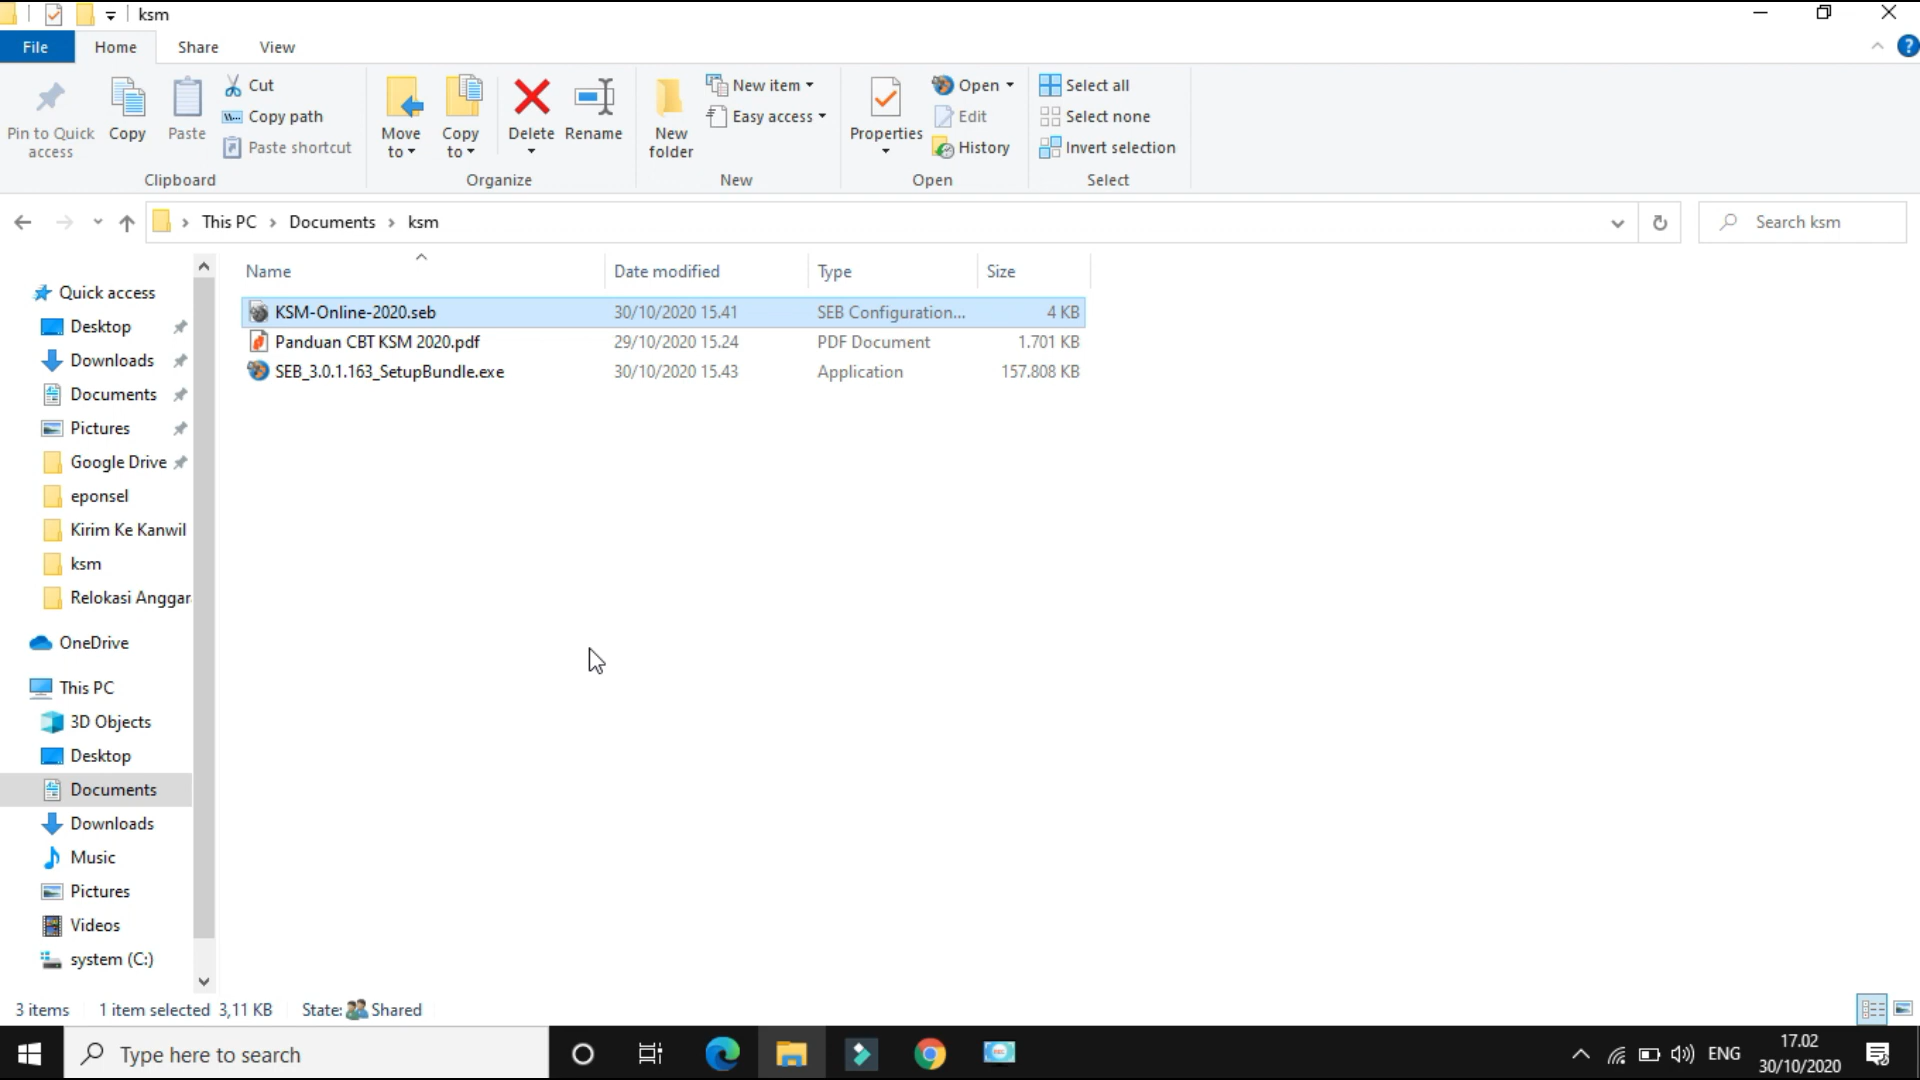 ksm
File Home Share View
Pin to Quick access
Copy
Paste
Cut
Copy path
Paste shortcut
Clipboard
Move to
Copy to
Delete
Rename
Organize
New folder
New item
Easy access
New
Properties
Open
Edit
History
Open
Select all
Select none
Invert selection
Select
This PC Documents ksm
Search ksm
Name Date modified Type Size
KSM-Online-2020.seb 30/10/2020 15.41 SEB Configuration... 4 KB
Panduan CBT KSM 2020.pdf 29/10/2020 15.24 PDF Document 1.701 KB
SEB_3.0.1.163_SetupBundle.exe 30/10/2020 15.43 Application 157.808 KB
Quick access
Desktop
Downloads
Documents
Pictures
Google Drive
eponsel
Kirim Ke Kanwil
ksm
Relokasi Anggar
OneDrive
This PC
3D Objects
Desktop
Documents
Downloads
Music
Pictures
Videos
system (C:)
3 items 1 item selected 3,11 KB State: Shared
Type here to search
ENG
17.02
30/10/2020